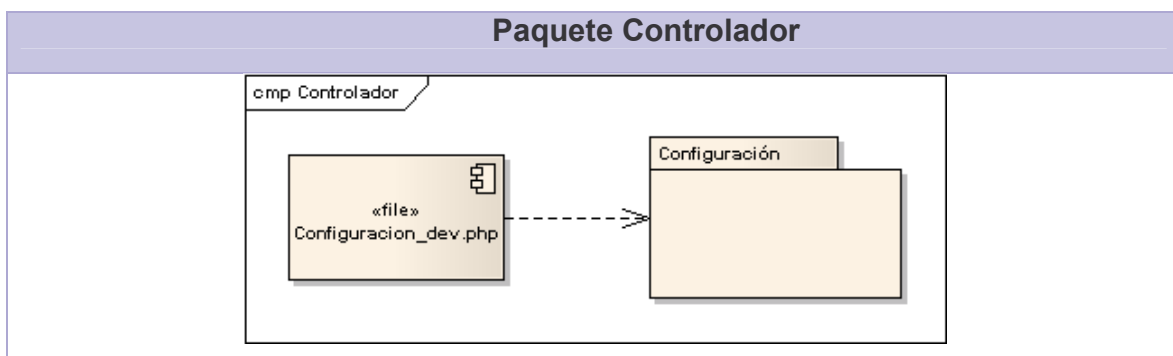 Paquete Controlador
cmp Controlador
Configuración
«file»
Configuracion_dev.php